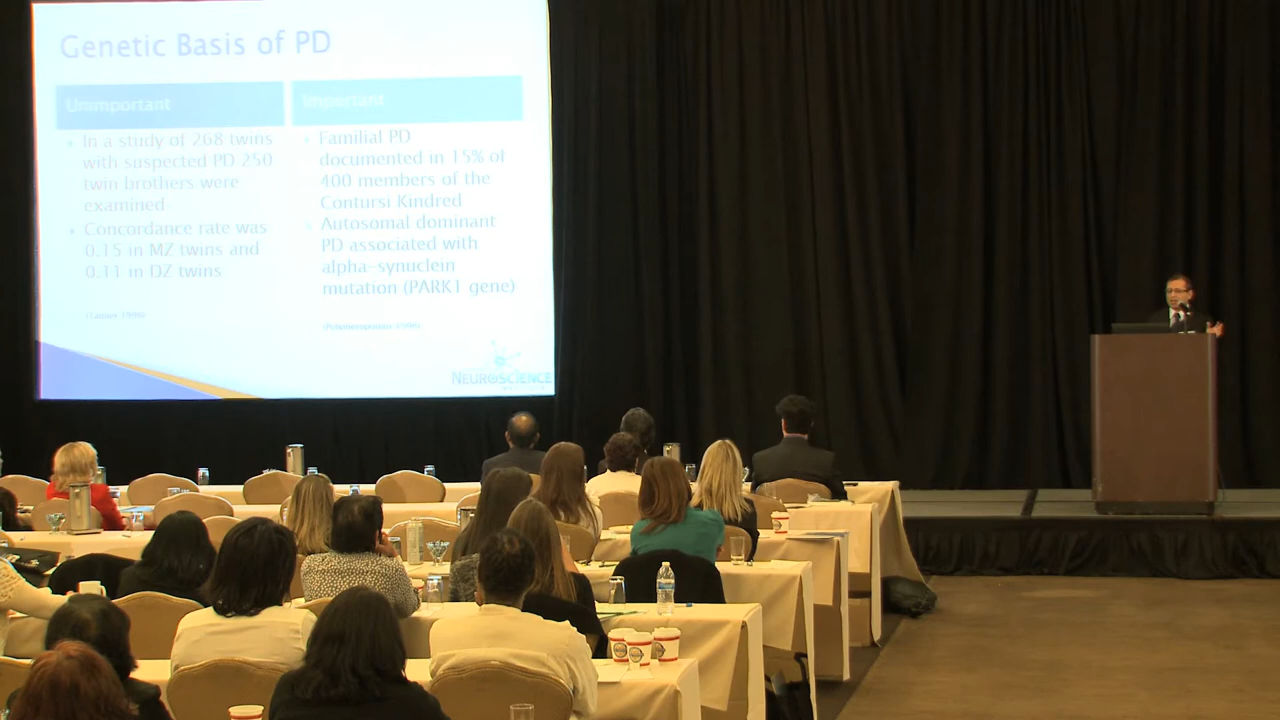 Genetic Basis of PD
Unimportant
Important
In a study of 268 twins
with suspected PD 250
twin brothers were
examined
Concordance rate was
0.15 in MZ twins and
0.11 in DZ twins
Familial PD
documented in 15% of
400 members of the
Contursi Kindred
Autosomal dominant
PD associated with
alpha-synuclein
mutation (PARK1 gene)
NEUROSCIENCE